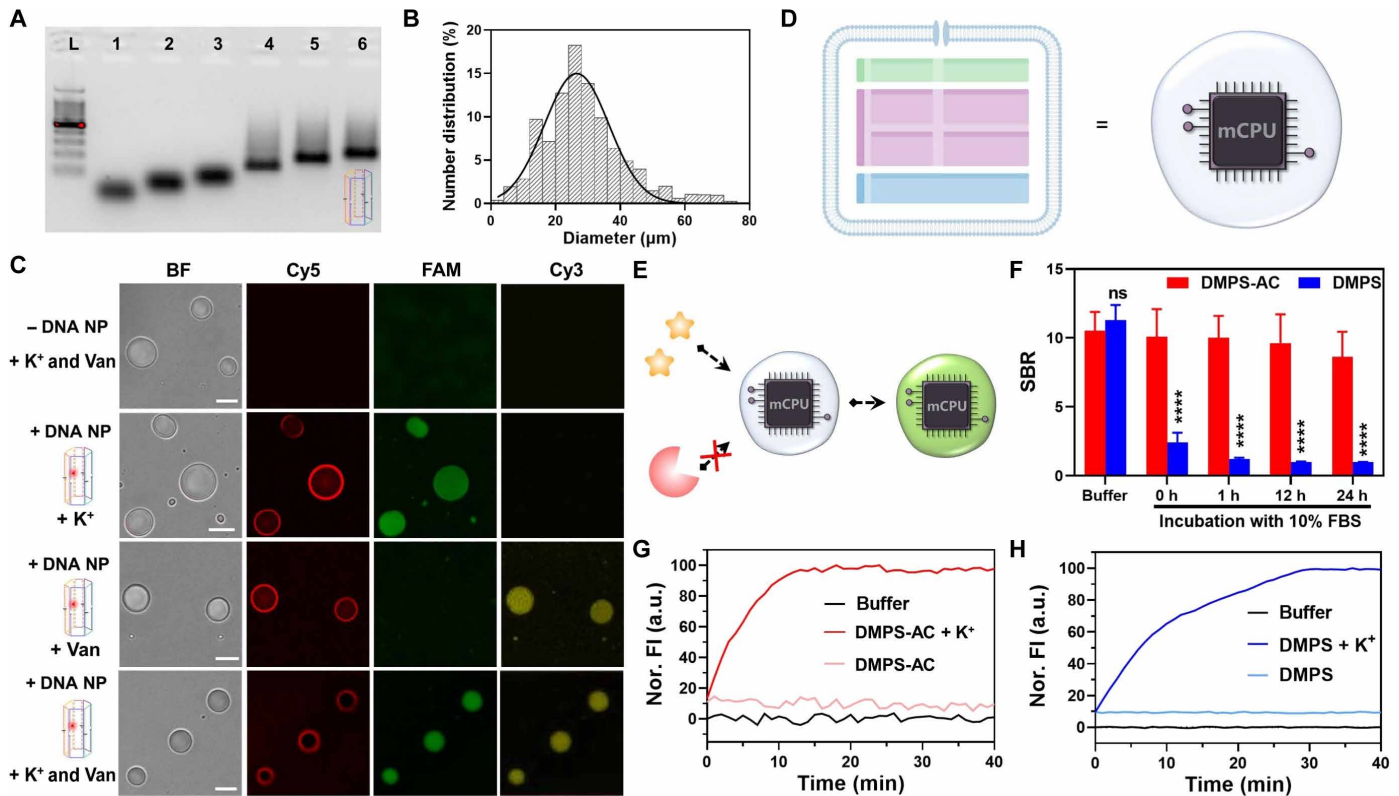 A
L 1 2 3 4 5 6
B
Number distribution (%)
20
15
10
5
0
0 20 40 60 80
Diameter (μm)
D
mCPU
=
C
BF Cy5 FAM Cy3
– DNA NP
+ K⁺ and Van
+ DNA NP
+ K⁺
+ DNA NP
+ Van
+ DNA NP
+ K⁺ and Van
E
mCPU
mCPU
F
DMPS-AC DMPS
SBR
15
10
5
0
ns
****
****
****
****
Buffer 0 h 1 h 12 h 24 h
Incubation with 10% FBS
G
Nor. FI (a.u.)
100
80
60
40
20
0
Buffer
DMPS-AC + K⁺
DMPS-AC
0 10 20 30 40
Time (min)
H
Nor. FI (a.u.)
100
80
60
40
20
0
Buffer
DMPS + K⁺
DMPS
0 10 20 30 40
Time (min)